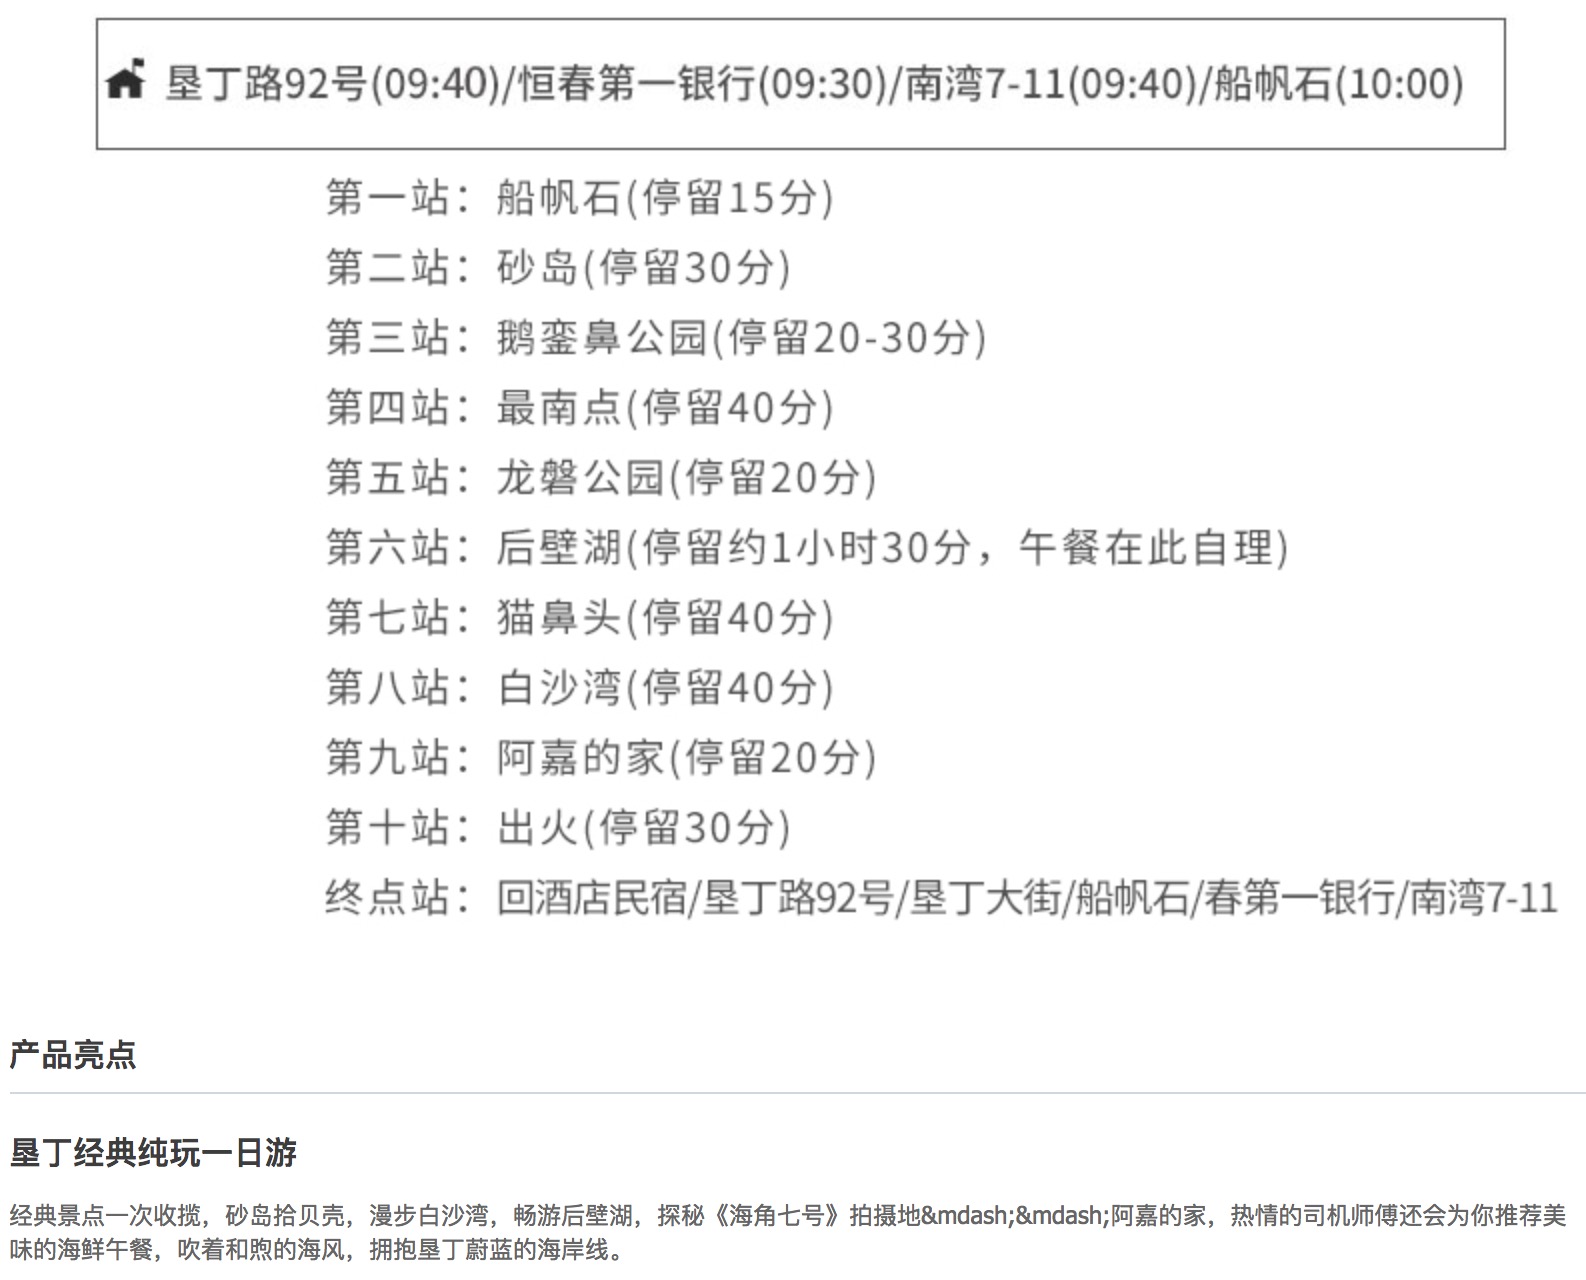 垦丁路92号(09:40)/恒春第一银行(09:30)/南湾7-11(09:40)/船帆石(10:00)
第一站：船帆石(停留15分)
第二站：砂岛(停留30分)
第三站：鹅銮鼻公园(停留20-30分)
第四站：最南点(停留40分)
第五站：龙磐公园(停留20分)
第六站：后壁湖(停留约1小时30分，午餐在此自理)
第七站：猫鼻头(停留40分)
第八站：白沙湾(停留40分)
第九站：阿嘉的家(停留20分)
第十站：出火(停留30分)
终点站：回酒店民宿/垦丁路92号/垦丁大街/船帆石/春第一银行/南湾7-11
产品亮点
垦丁经典纯玩一日游
经典景点一次收揽，砂岛拾贝壳，漫步白沙湾，畅游后壁湖，探秘《海角七号》拍摄地&mdash;&mdash;阿嘉的家，热情的司机师傅还会为你推荐美
味的海鲜午餐，吹着和煦的海风，拥抱垦丁蔚蓝的海岸线。